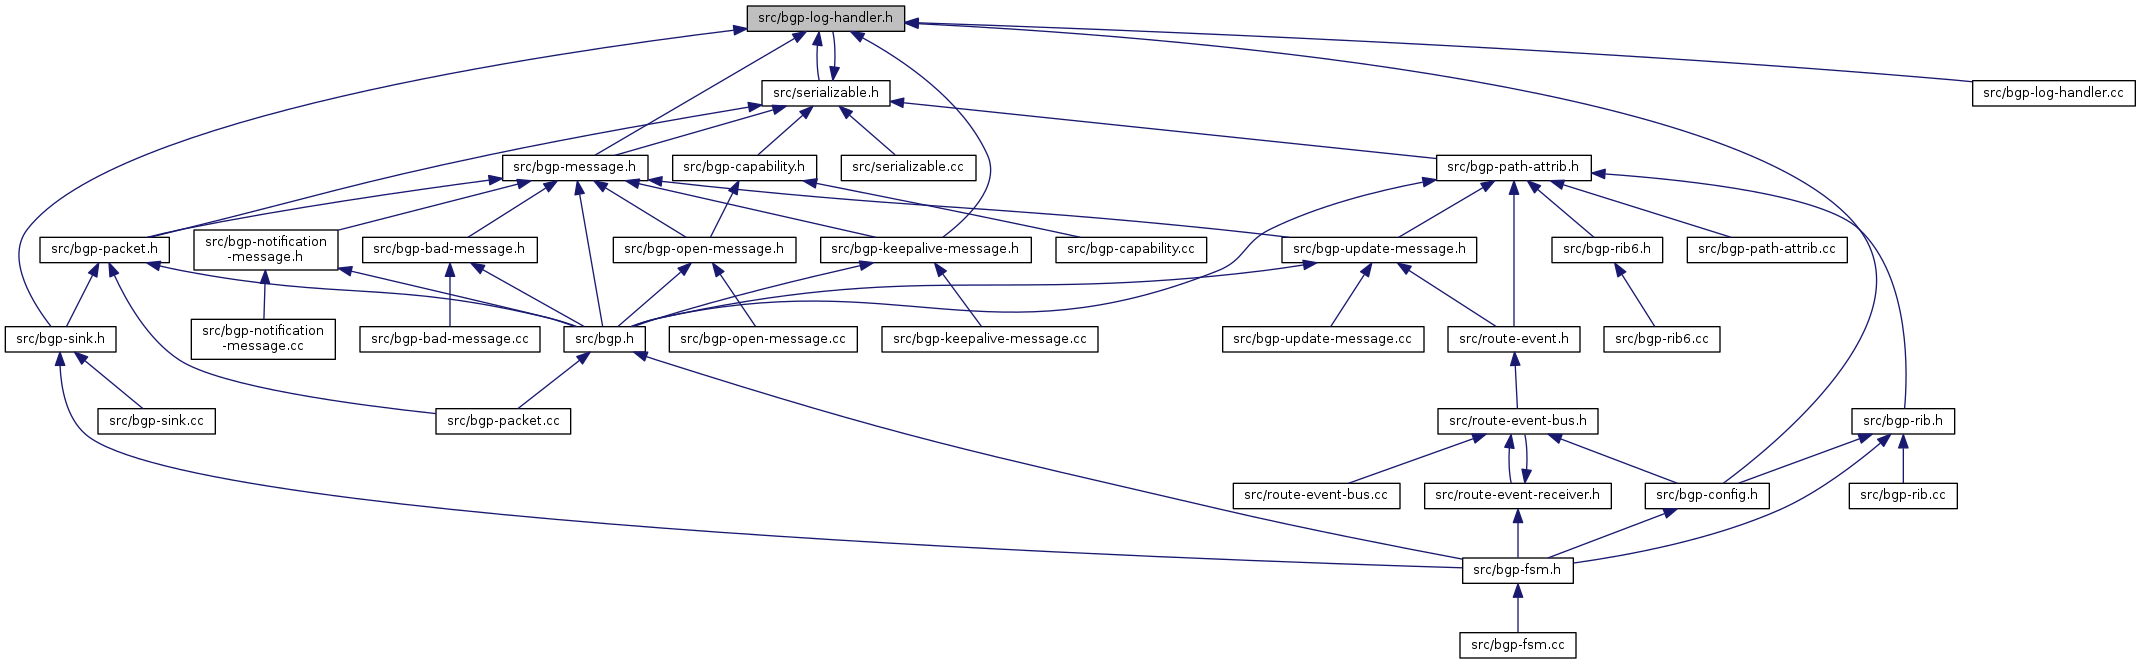 src/bgp-log-handler.h
src/serializable.h
src/bgp-log-handler.cc
src/bgp-message.h
src/bgp-capability.h
src/serializable.cc
src/bgp-path-attrib.h
src/bgp-packet.h
src/bgp-notification
-message.h
src/bgp-bad-message.h
src/bgp-open-message.h
src/bgp-keepalive-message.h
src/bgp-capability.cc
src/bgp-update-message.h
src/bgp-rib6.h
src/bgp-path-attrib.cc
src/bgp-sink.h
src/bgp-notification
-message.cc
src/bgp-bad-message.cc
src/bgp.h
src/bgp-open-message.cc
src/bgp-keepalive-message.cc
src/bgp-update-message.cc
src/route-event.h
src/bgp-rib6.cc
src/bgp-sink.cc
src/bgp-packet.cc
src/route-event-bus.h
src/bgp-rib.h
src/route-event-bus.cc
src/route-event-receiver.h
src/bgp-config.h
src/bgp-rib.cc
src/bgp-fsm.h
src/bgp-fsm.cc